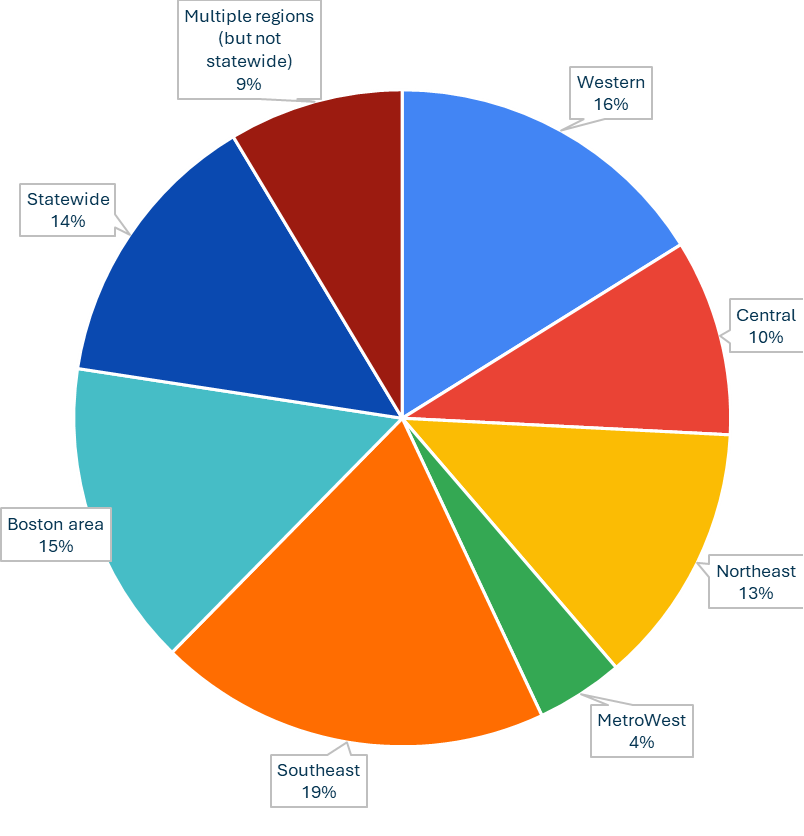 Multiple regions
(but not
statewide)
9%
Western
16%
Statewide
14%
Central
10%
Boston area
15%
Northeast
13%
MetroWest
4%
Southeast
19%